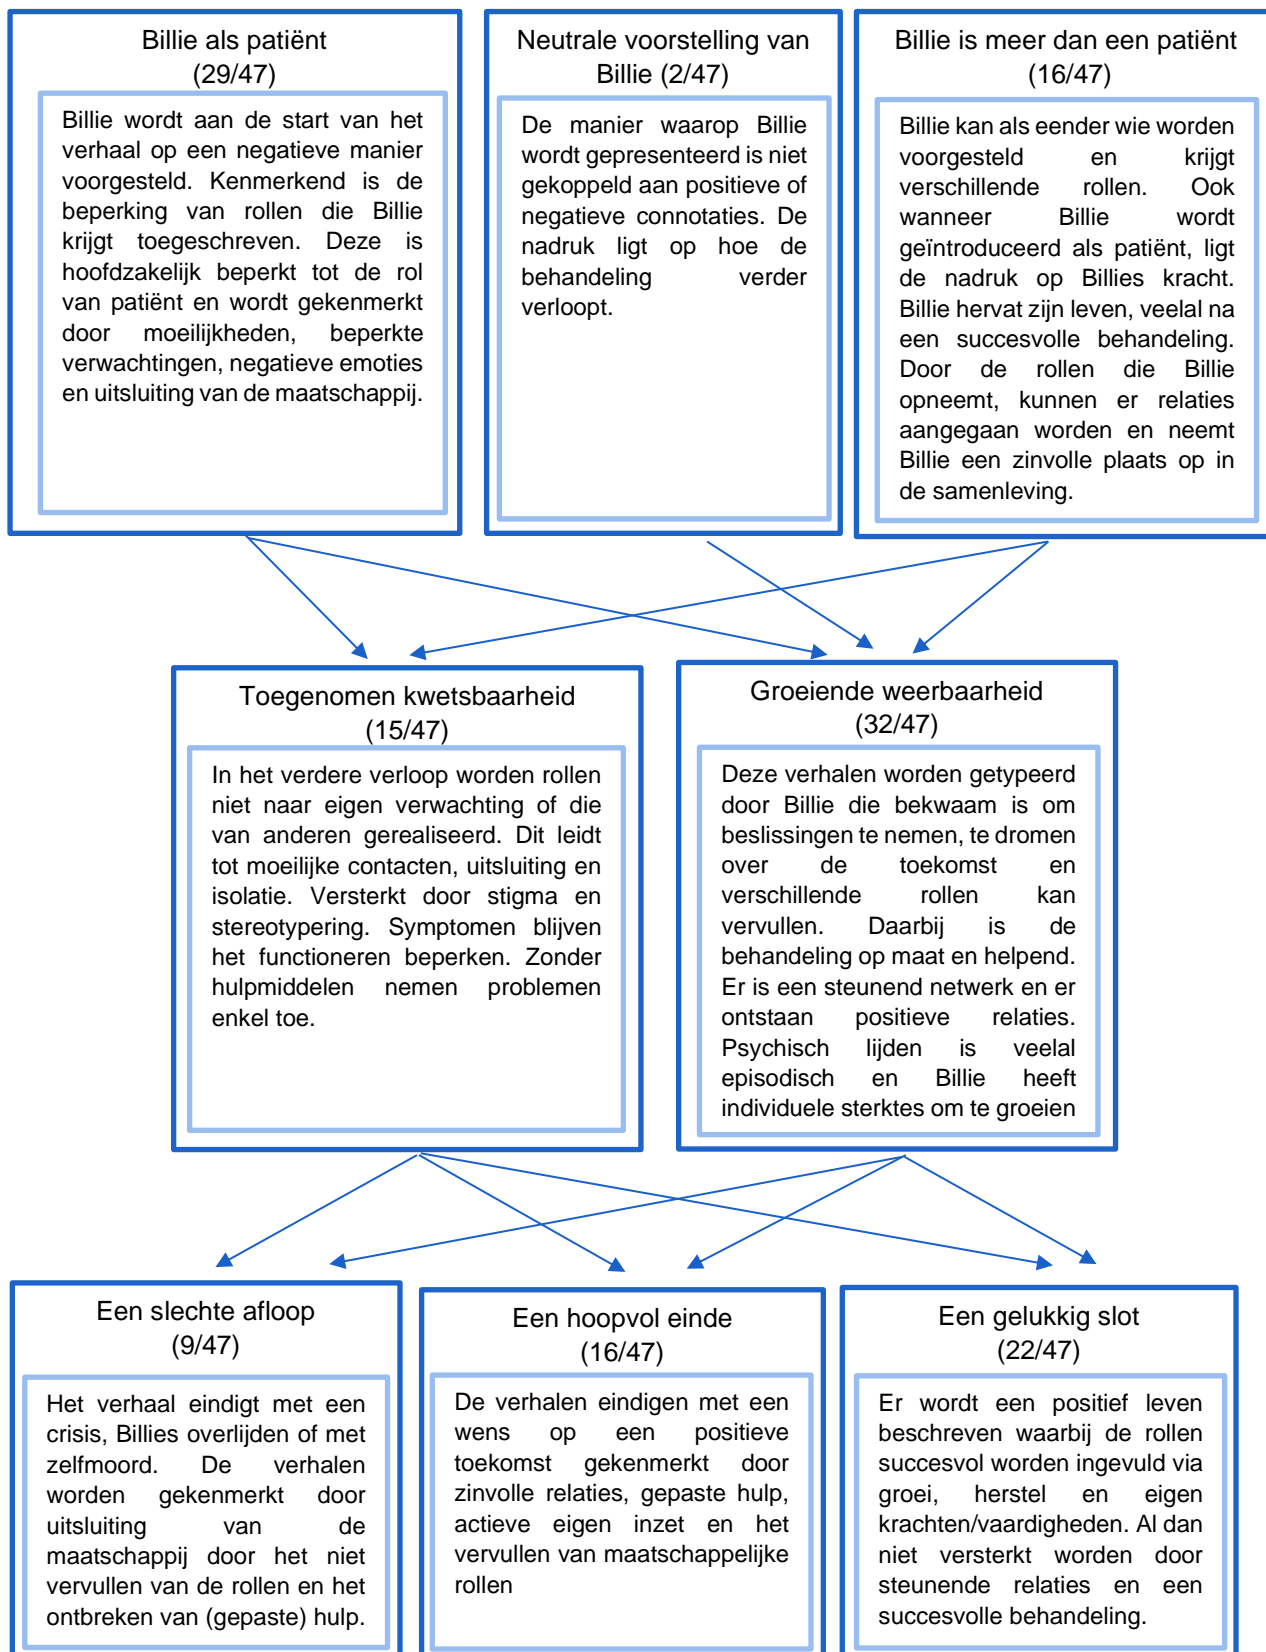 Billie als patiënt
(29/47)
Billie wordt aan de start van het
verhaal op een negatieve manier
voorgesteld. Kenmerkend is de
beperking van rollen die Billie
krijgt toegeschreven. Deze is
hoofdzakelijk beperkt tot de rol
van patiënt en wordt gekenmerkt
door moeilijkheden, beperkte
verwachtingen, negatieve emoties
en uitsluiting van de maatschappij.
Neutrale voorstelling van
Billie (2/47)
De manier waarop Billie
wordt gepresenteerd is niet
gekoppeld aan positieve of
negatieve connotaties. De
nadruk ligt op hoe de
behandeling verder
verloopt.
Billie is meer dan een patiënt
(16/47)
Billie kan als eender wie worden
voorgesteld en krijgt
verschillende rollen. Ook
wanneer Billie wordt
geïntroduceerd als patiënt, ligt
de nadruk op Billies kracht.
Billie hervat zijn leven, veelal na
een succesvolle behandeling.
Door de rollen die Billie
opneemt, kunnen er relaties
aangegaan worden en neemt
Billie een zinvolle plaats op in
de samenleving.
Toegenomen kwetsbaarheid
(15/47)
In het verdere verloop worden rollen
niet naar eigen verwachting of die
van anderen gerealiseerd. Dit leidt
tot moeilijke contacten, uitsluiting en
isolatie. Versterkt door stigma en
stereotypering. Symptomen blijven
het functioneren beperken. Zonder
hulpmiddelen nemen problemen
enkel toe.
Groeiende weerbaarheid
(32/47)
Deze verhalen worden getypeerd
door Billie die bekwaam is om
beslissingen te nemen, te dromen
over de toekomst en
verschillende rollen kan
vervullen. Daarbij is de
behandeling op maat en helpend.
Er is een steunend netwerk en er
ontstaan positieve relaties.
Psychisch lijden is veelal
episodisch en Billie heeft
individuele sterktes om te groeien
Een slechte afloop
(9/47)
Het verhaal eindigt met een
crisis, Billies overlijden of met
zelfmoord. De verhalen
worden gekenmerkt door
uitsluiting van de
maatschappij door het niet
vervullen van de rollen en het
ontbreken van (gepaste) hulp.
Een hoopvol einde
(16/47)
De verhalen eindigen met een
wens op een positieve
toekomst gekenmerkt door
zinvolle relaties, gepaste hulp,
actieve eigen inzet en het
vervullen van maatschappelijke
rollen
Een gelukkig slot
(22/47)
Er wordt een positief leven
beschreven waarbij de rollen
succesvol worden ingevuld via
groei, herstel en eigen
krachten/vaardigheden. Al dan
niet versterkt worden door
steunende relaties en een
succesvolle behandeling.